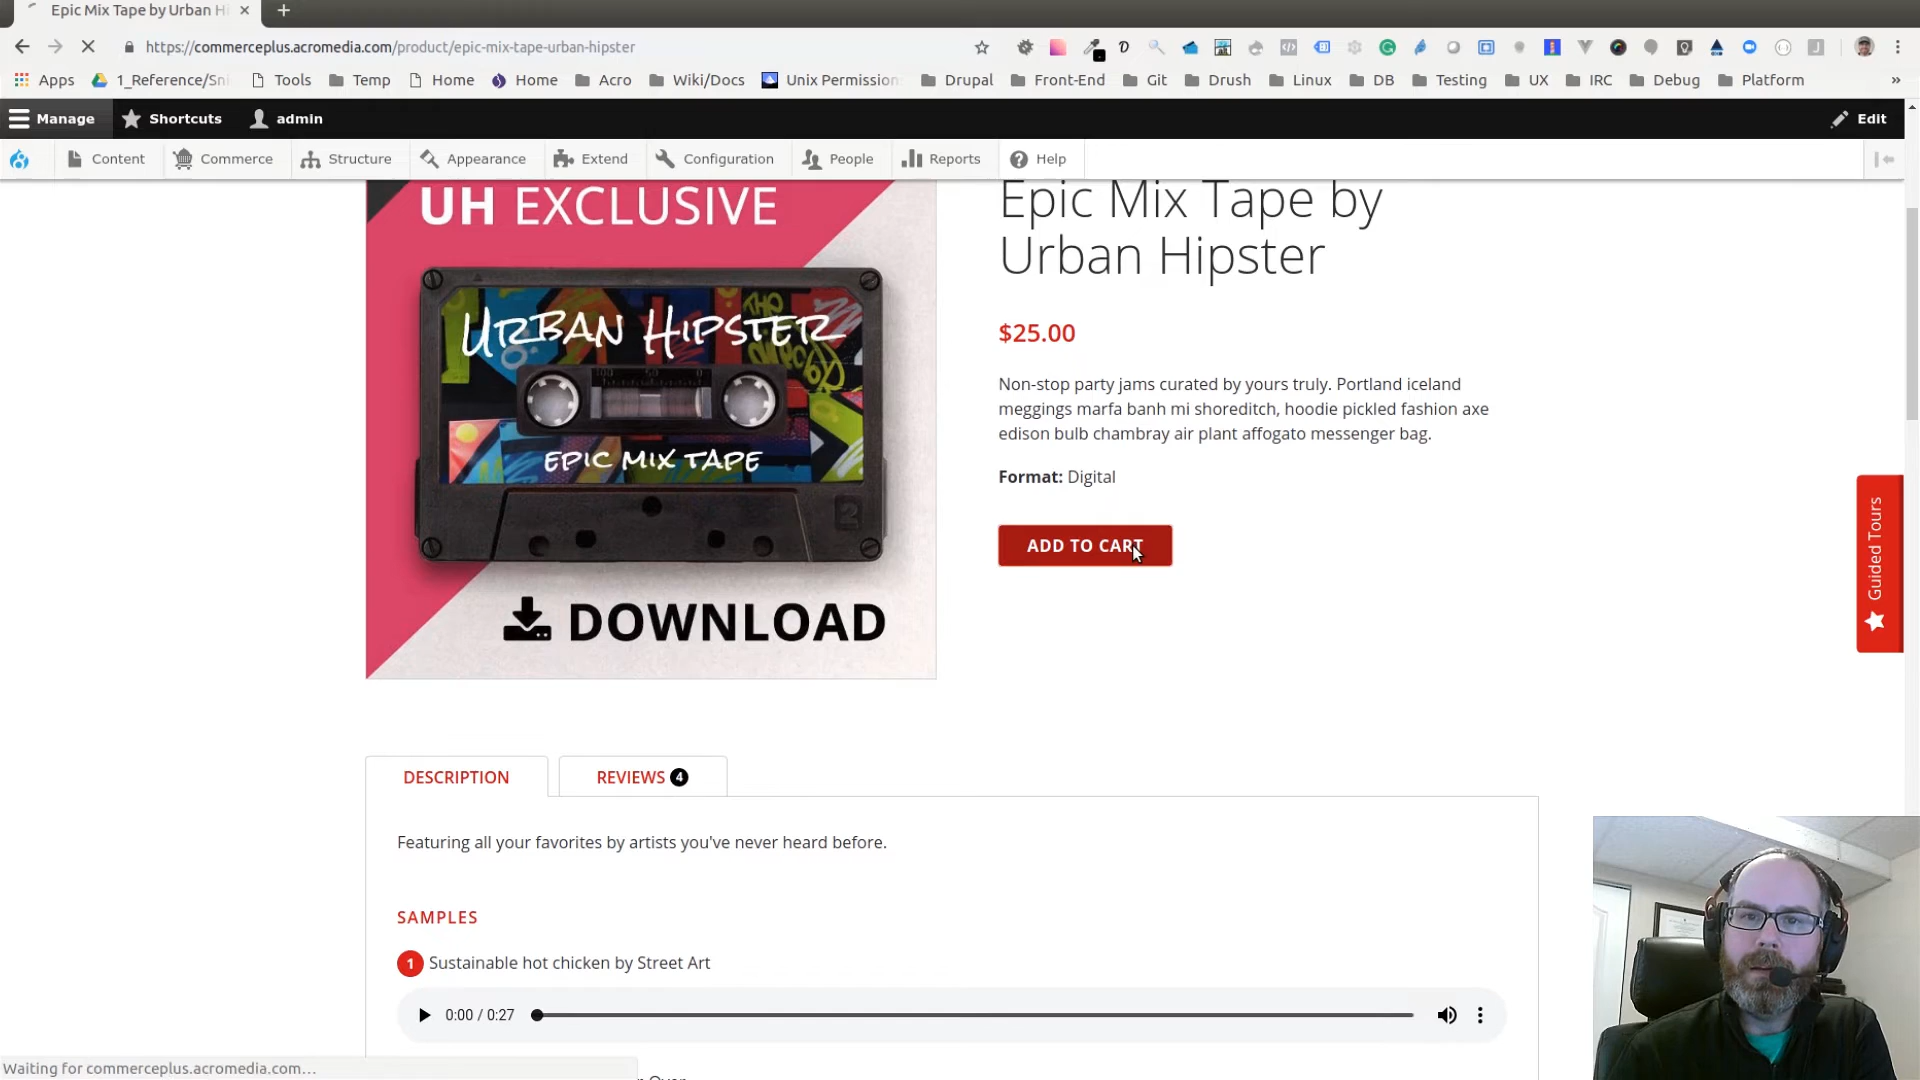 Epic Mix Tape by Urban Hi
https://commerceplus.acromedia.com/product/epic-mix-tape-urban-hipster
Apps 1_Reference/Sni Tools Temp Home Home Acro Wiki/Docs Unix Permission Drupal Front-End Git Drush Linux DB Testing UX IRC Debug Platform »
Manage Shortcuts admin Edit
Content Commerce Structure Appearance Extend Configuration People Reports Help
UH EXCLUSIVE
URBAN HIPSTER
EPIC MIX TAPE
2
DOWNLOAD
Epic Mix Tape by
Urban Hipster
$25.00
Non-stop party jams curated by yours truly. Portland iceland
meggings marfa banh mi shoreditch, hoodie pickled fashion axe
edison bulb chambray air plant affogato messenger bag.
Format: Digital
ADD TO CART
Guided Tours
DESCRIPTION
REVIEWS 4
Featuring all your favorites by artists you've never heard before.
SAMPLES
1 Sustainable hot chicken by Street Art
0:00 / 0:27
Waiting for commerceplus.acromedia.com...